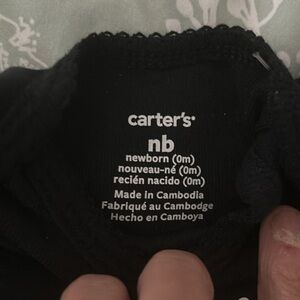 carter's
nb
newborn (0m)
nouveau-né (0m)
recién nacido (0m)
Made in Cambodia
Fabriqué au Cambodge
Hecho en Camboya